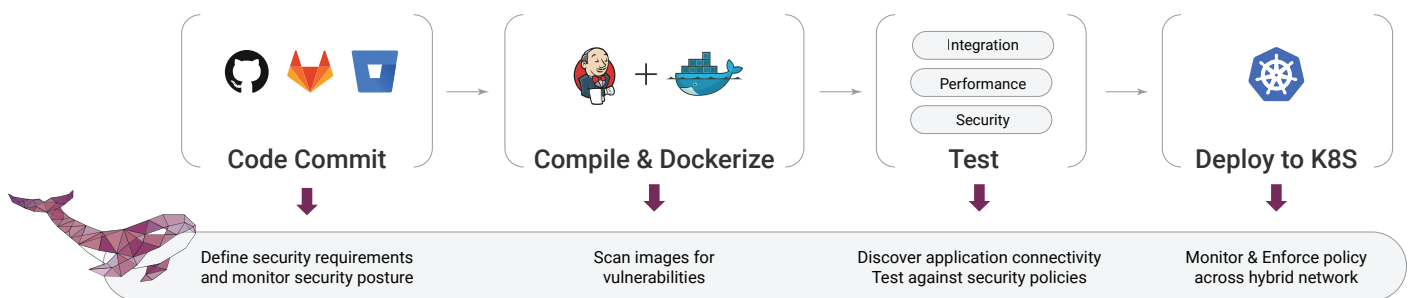 Integration
Performance
Security
Code Commit
Compile & Dockerize
Test
Deploy to K8S
Define security requirements
and monitor security posture
Scan images for
vulnerabilities
Discover application connectivity
Test against security policies
Monitor & Enforce policy
across hybrid network